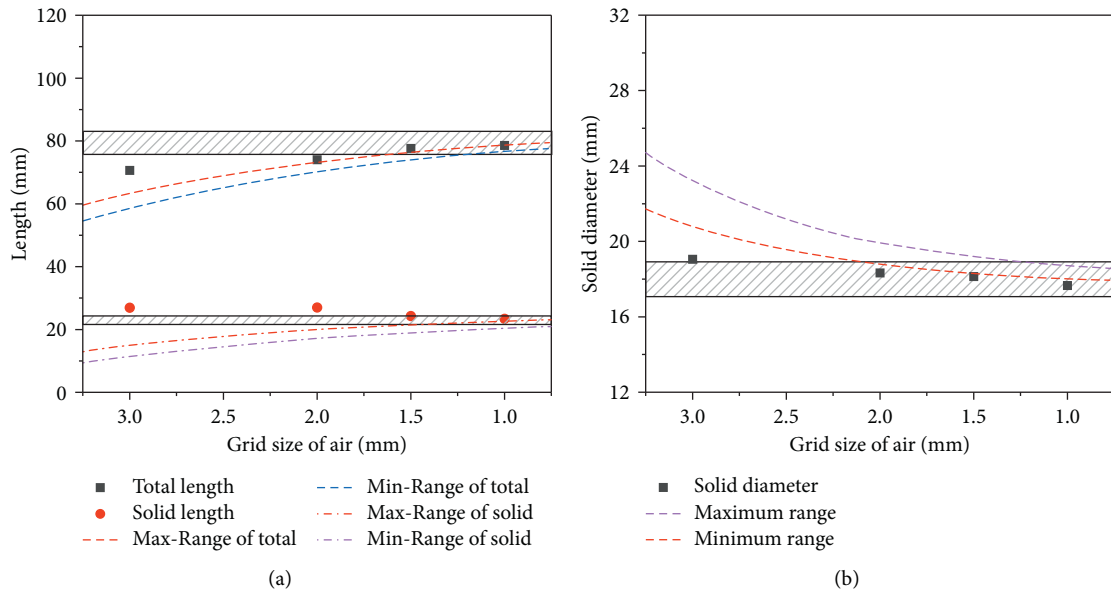 120
100
80
60
40
20
0
Length (mm)
3.0 2.5 2.0 1.5 1.0
Grid size of air (mm)
Total length
Solid length
Max-Range of total
Min-Range of total
Max-Range of solid
Min-Range of solid
(a)
32
28
24
20
16
12
Solid diameter (mm)
3.0 2.5 2.0 1.5 1.0
Grid size of air (mm)
Solid diameter
Maximum range
Minimum range
(b)